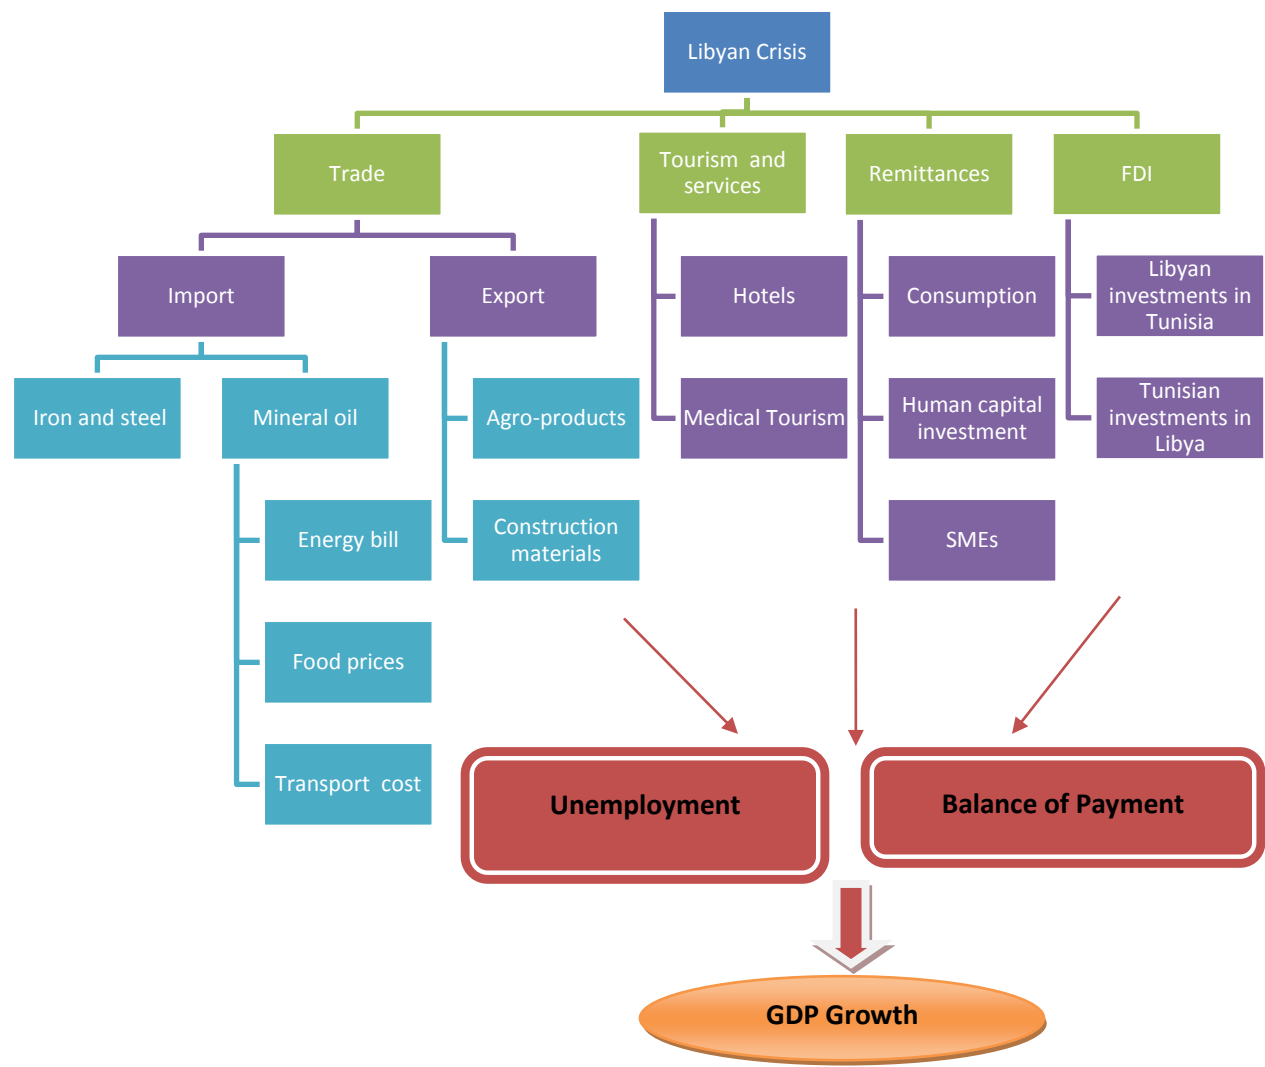 Libyan Crisis
Trade
Tourism and
services
Remittances
FDI
Import
Export
Hotels
Consumption
Libyan
investments in
Tunisia
Iron and steel
Mineral oil
Agro-products
Medical Tourism
Human capital
investment
Tunisian
investments in
Libya
Energy bill
Construction
materials
SMEs
Food prices
Transport cost
Unemployment
Balance of Payment
GDP Growth